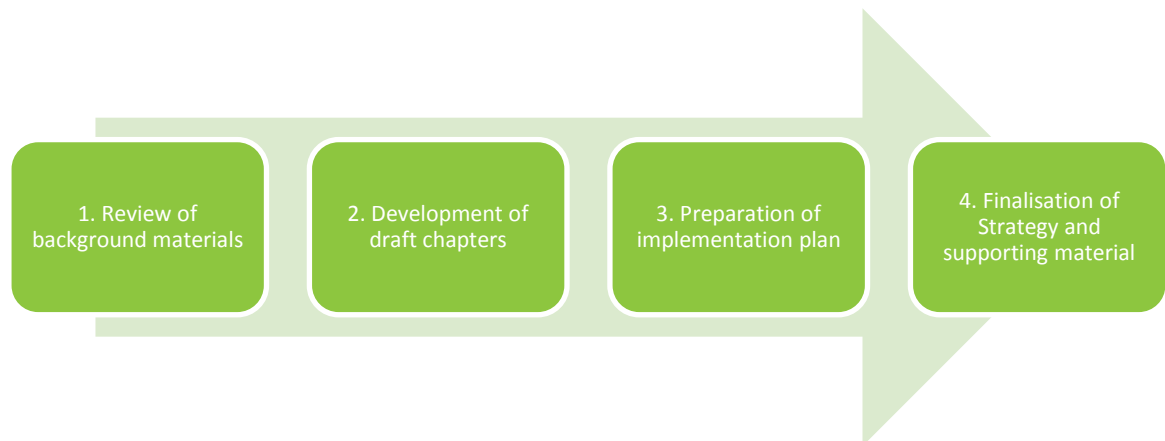 1. Review of
background materials
2. Development of
draft chapters
3. Preparation of
implementation plan
4. Finalisation of
Strategy and
supporting material